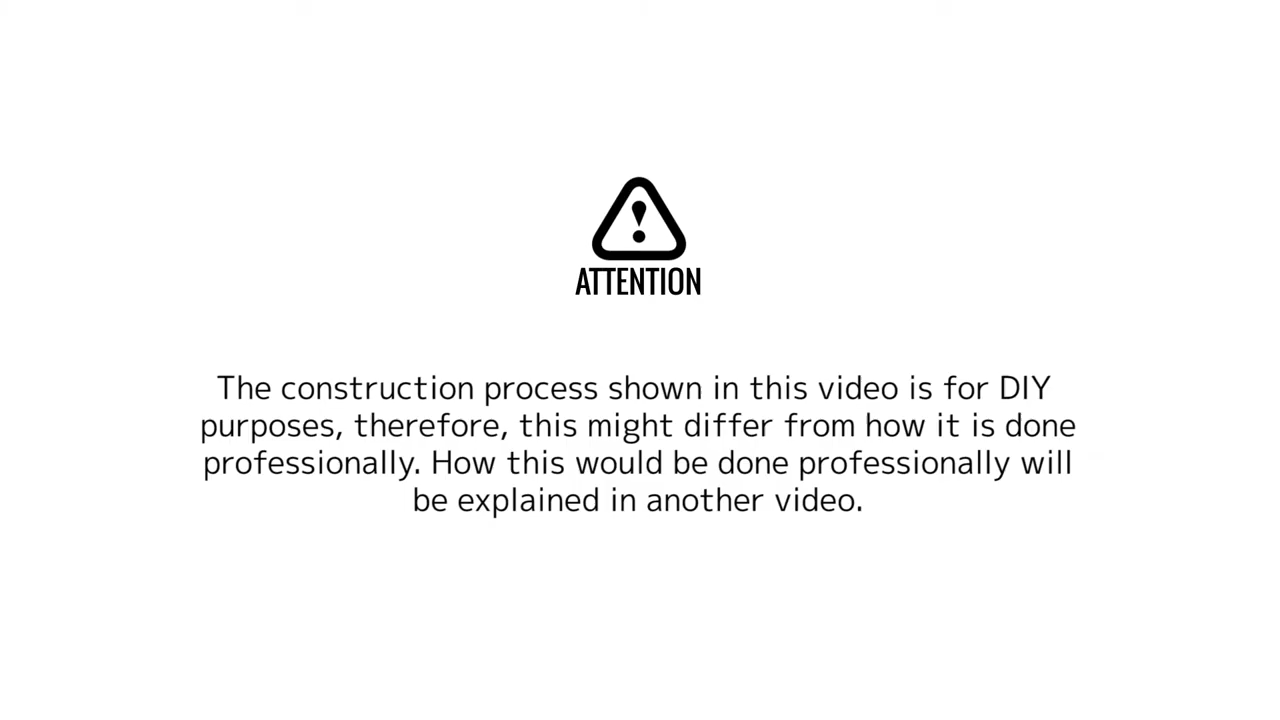 ATTENTION
The construction process shown in this video is for DIY
purposes, therefore, this might differ from how it is done
professionally. How this would be done professionally will
be explained in another video.